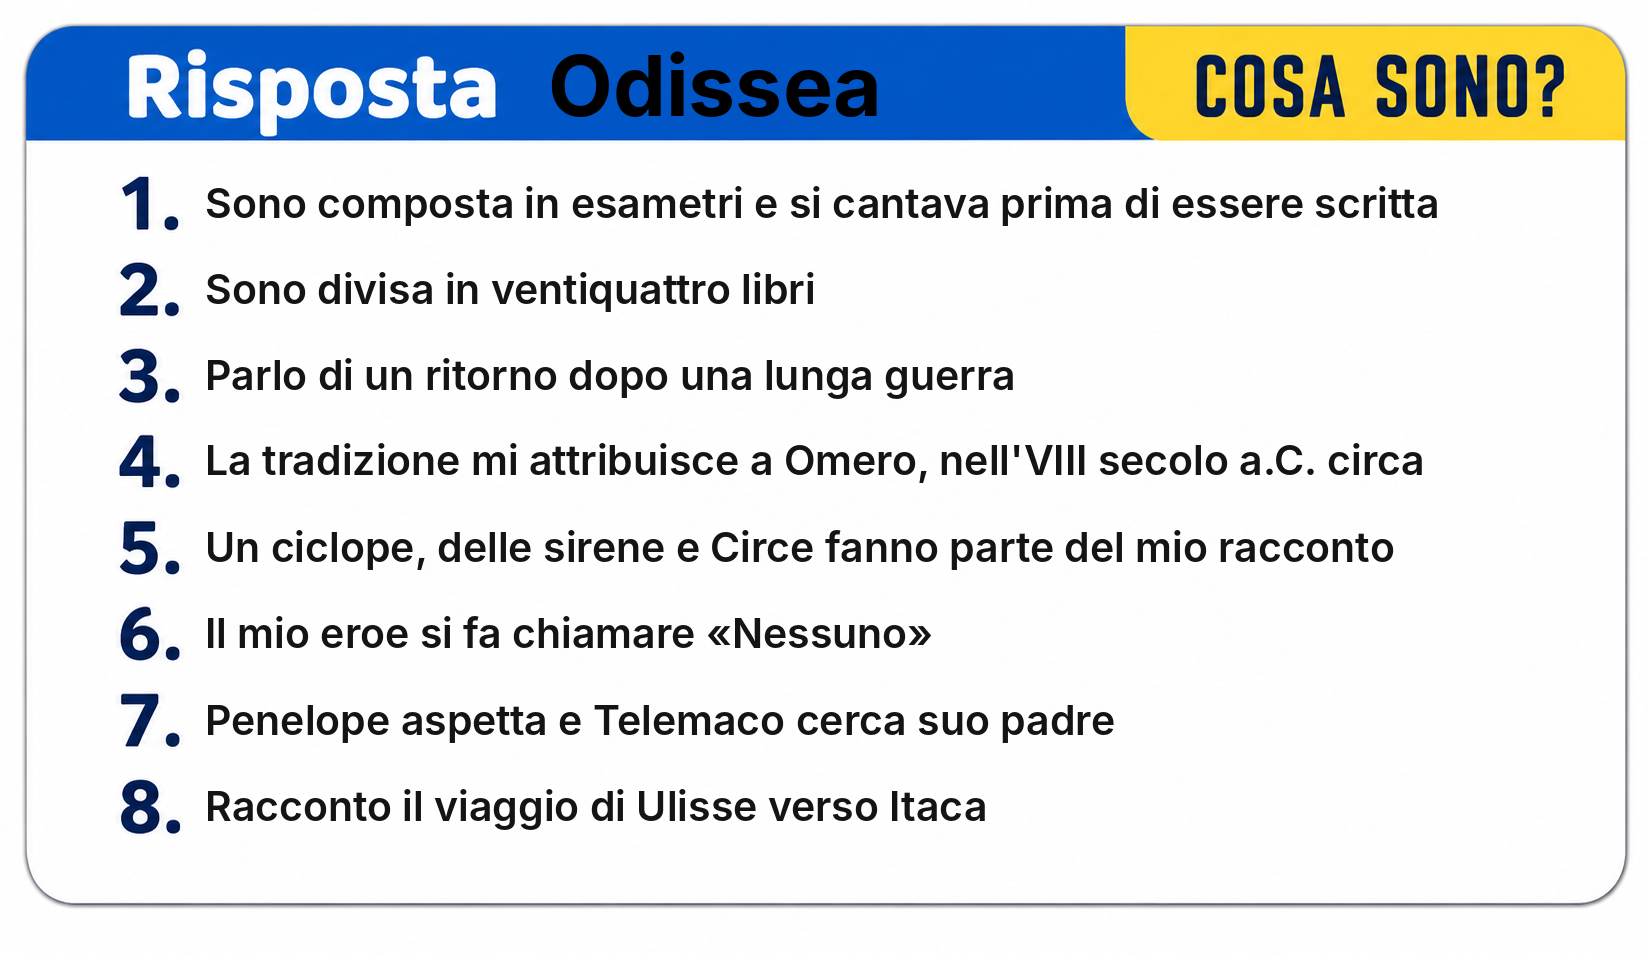 Risposta Odissea COSA SONO?
1. Sono composta in esametri e si cantava prima di essere scritta
2. Sono divisa in ventiquattro libri
3. Parlo di un ritorno dopo una lunga guerra
4. La tradizione mi attribuisce a Omero, nell'VIII secolo a.C. circa
5. Un ciclope, delle sirene e Circe fanno parte del mio racconto
6. Il mio eroe si fa chiamare «Nessuno»
7. Penelope aspetta e Telemaco cerca suo padre
8. Racconto il viaggio di Ulisse verso Itaca